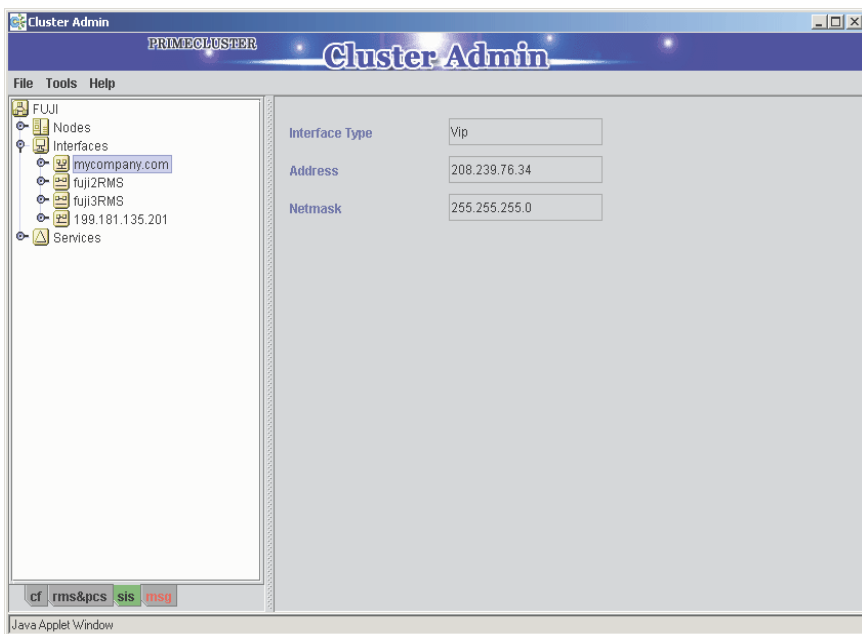 Cluster Admin
PRIMECLUSTER
Cluster Admin
File Tools Help
FUJI
Nodes
Interfaces
mycompany.com
fuji2RMS
fuji3RMS
199.181.135.201
Services
Interface Type Vip
Address 208.239.76.34
Netmask 255.255.255.0
cf rms&pcs sis msg
Java Applet Window